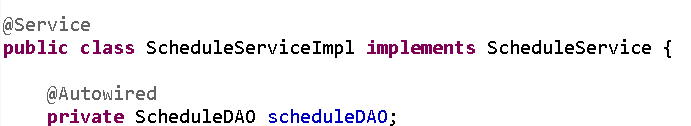 @Service
public class ScheduleServiceImpl implements ScheduleService {
@Autowired
private ScheduleDAO scheduleDAO;